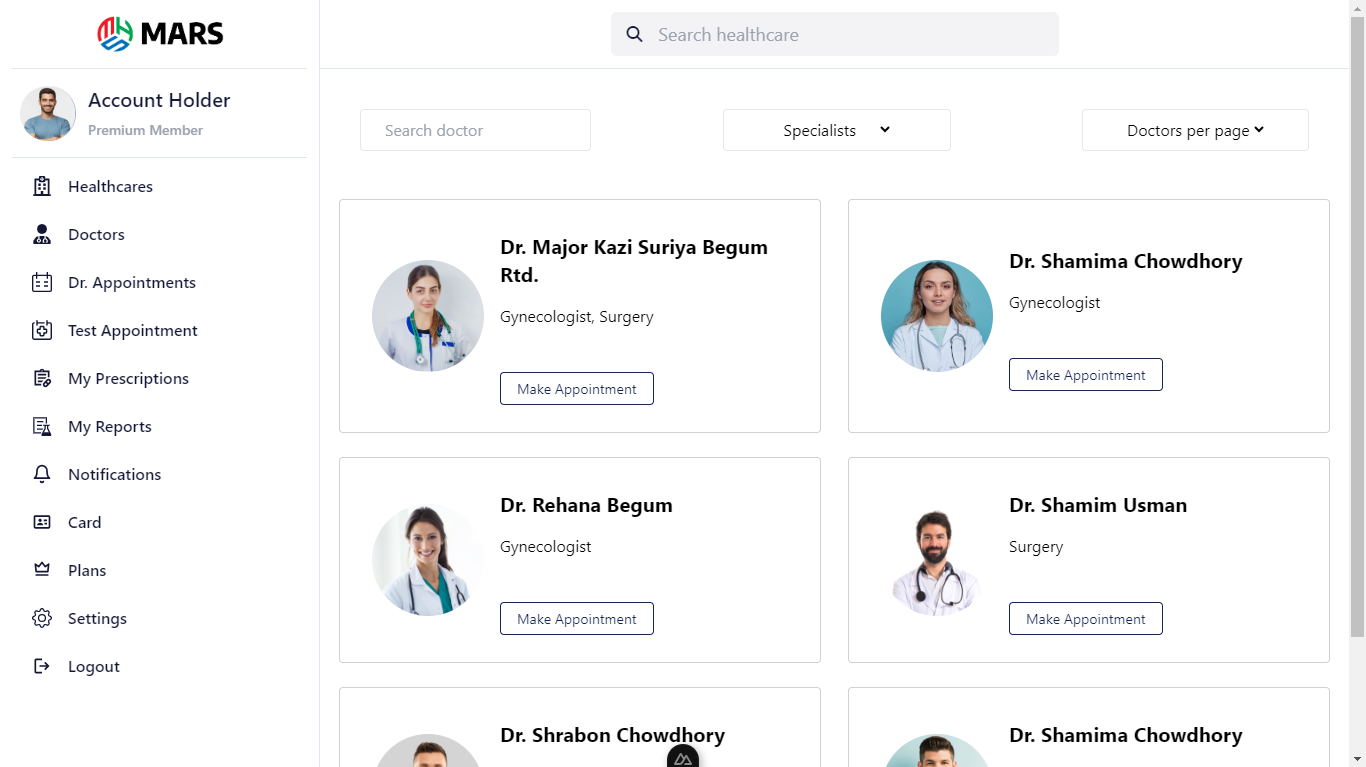 MARS
Search healthcare
Account Holder
Premium Member
Healthcares
Doctors
Dr. Appointments
Test Appointment
My Prescriptions
My Reports
Notifications
Card
Plans
Settings
Logout
Search doctor
Specialists
Doctors per page
Dr. Major Kazi Suriya Begum
Rtd.
Gynecologist, Surgery
Make Appointment
Dr. Shamima Chowdhory
Gynecologist
Make Appointment
Dr. Rehana Begum
Gynecologist
Make Appointment
Dr. Shamim Usman
Surgery
Make Appointment
Dr. Shrabon Chowdhory
Dr. Shamima Chowdhory